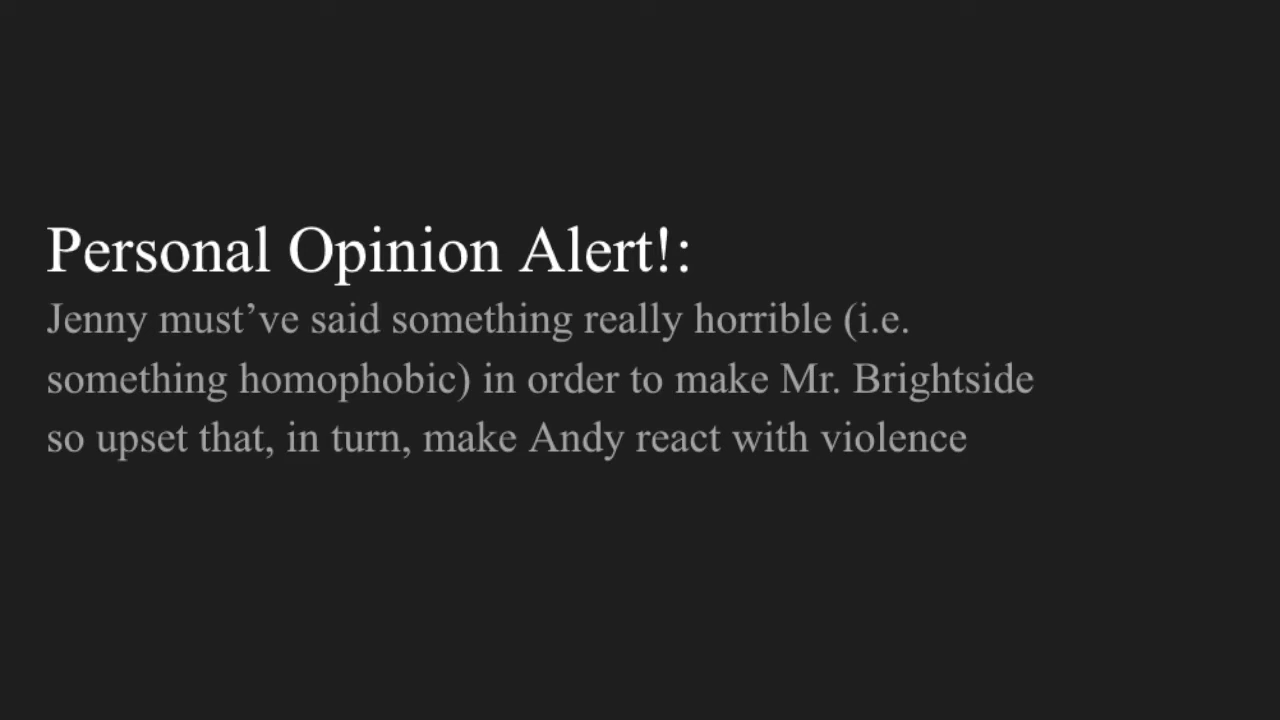 Personal Opinion Alert!:
Jenny must’ve said something really horrible (i.e.
something homophobic) in order to make Mr. Brightside
so upset that, in turn, make Andy react with violence